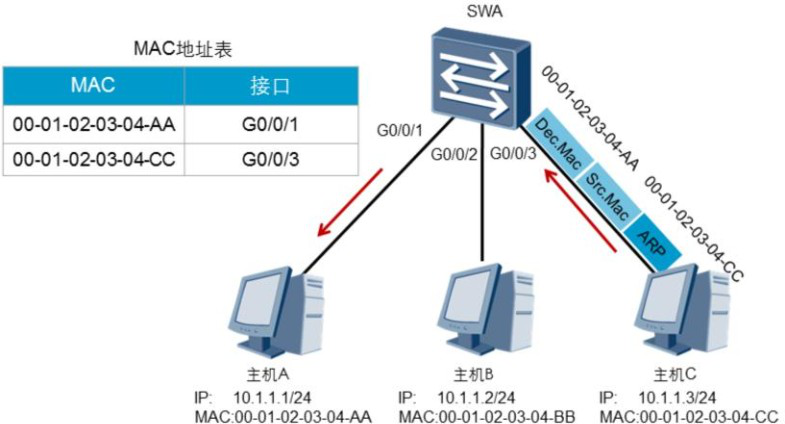 SWA
MAC地址表
MAC 接口
00-01-02-03-04-AA G0/0/1
00-01-02-03-04-CC G0/0/3
G0/0/1
G0/0/2
G0/0/3
00-01-02-03-04-AA
00-01-02-03-04-CC
Dec.Mac
Src.Mac
ARP
主机A
IP: 10.1.1.1/24
MAC:00-01-02-03-04-AA
主机B
IP: 10.1.1.2/24
MAC:00-01-02-03-04-BB
主机C
IP: 10.1.1.3/24
MAC:00-01-02-03-04-CC